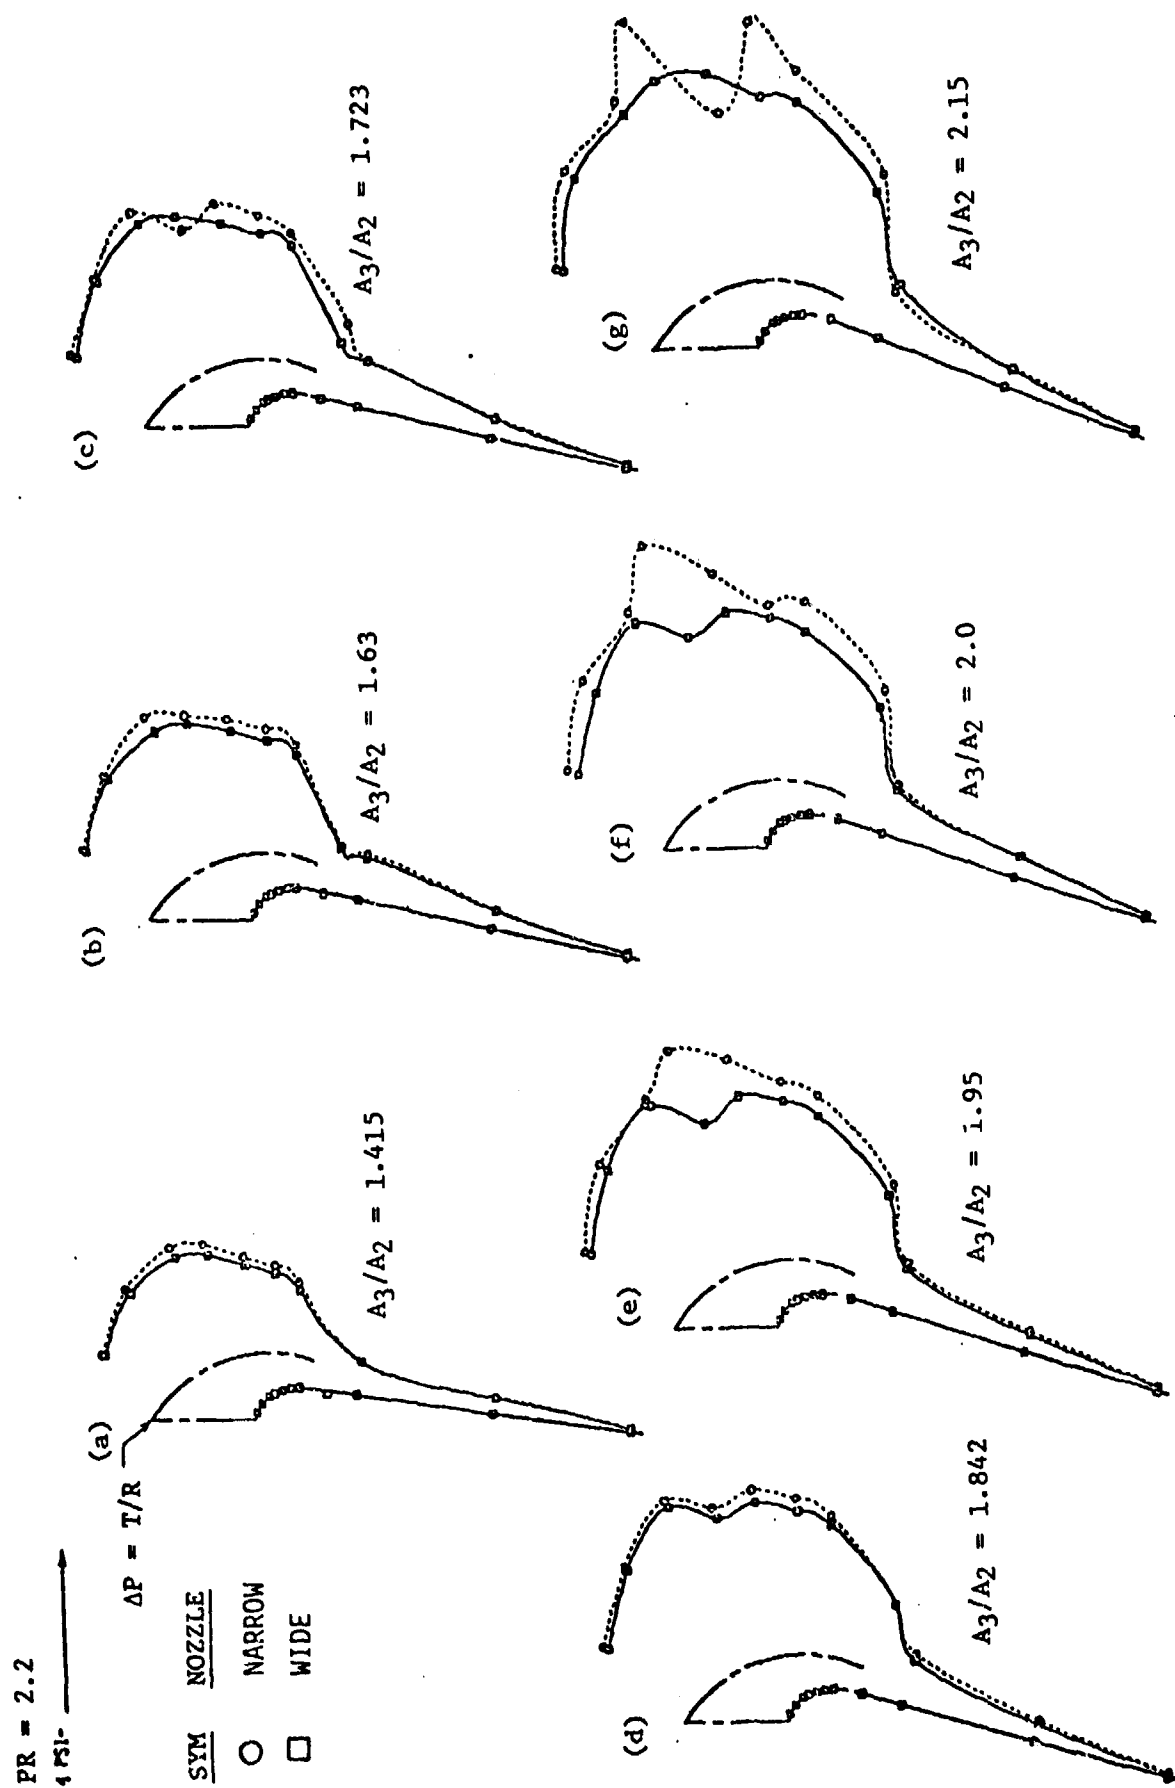 PR = 2.2
4 PSI-
ΔP = T/R
SYM NOZZLE
○ NARROW
□ WIDE
(a)
A3/A2 = 1.415
(b)
A3/A2 = 1.63
(c)
A3/A2 = 1.723
(d)
A3/A2 = 1.842
(e)
A3/A2 = 1.95
(f)
A3/A2 = 2.0
(g)
A3/A2 = 2.15